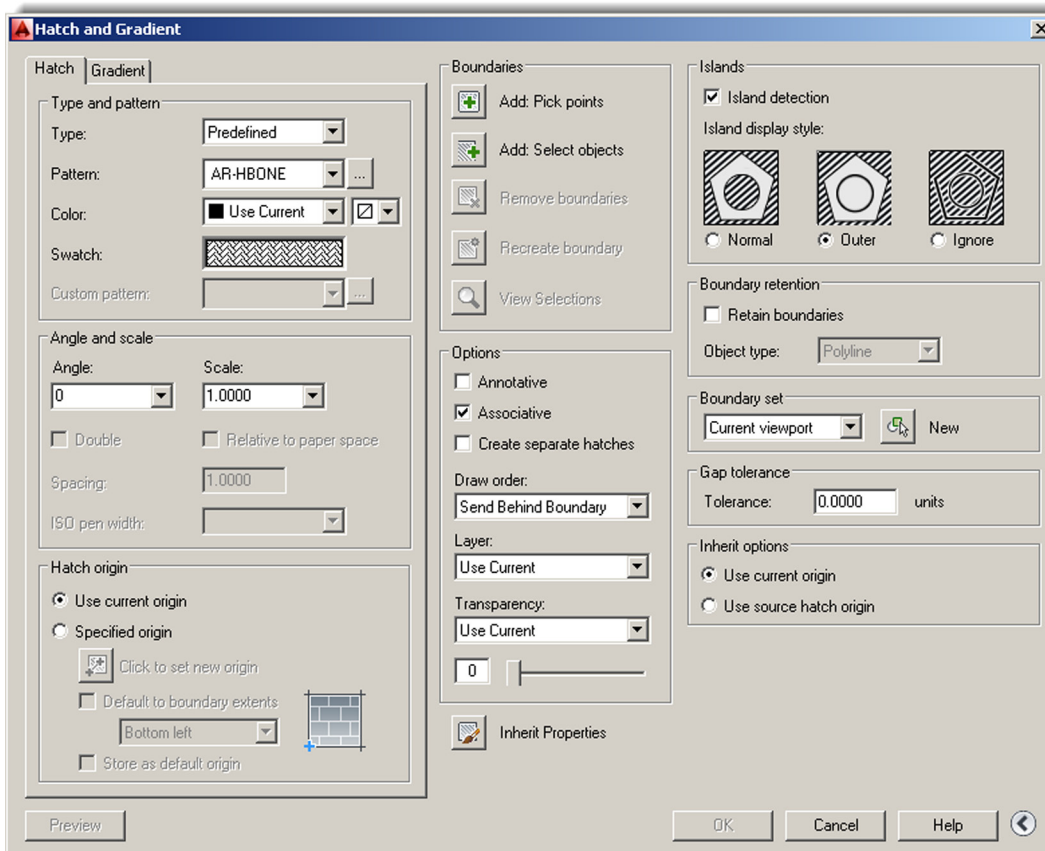 Hatch and Gradient
Hatch
Gradient
Type and pattern
Type:
Predefined
Pattern:
AR-HBONE
...
Color:
Use Current
Swatch:
Custom pattern:
...
Angle and scale
Angle:
Scale:
0
1.0000
Double
Relative to paper space
Spacing:
1.0000
ISO pen width:
Hatch origin
Use current origin
Specified origin
Click to set new origin
Default to boundary extents
Bottom left
Store as default origin
Preview
Boundaries
Add: Pick points
Add: Select objects
Remove boundaries
Recreate boundary
View Selections
Options
Annotative
Associative
Create separate hatches
Draw order:
Send Behind Boundary
Layer:
Use Current
Transparency:
Use Current
0
Inherit Properties
Islands
Island detection
Island display style:
Normal
Outer
Ignore
Boundary retention
Retain boundaries
Object type:
Polyline
Boundary set
Current viewport
New
Gap tolerance
Tolerance:
0.0000
units
Inherit options
Use current origin
Use source hatch origin
OK
Cancel
Help